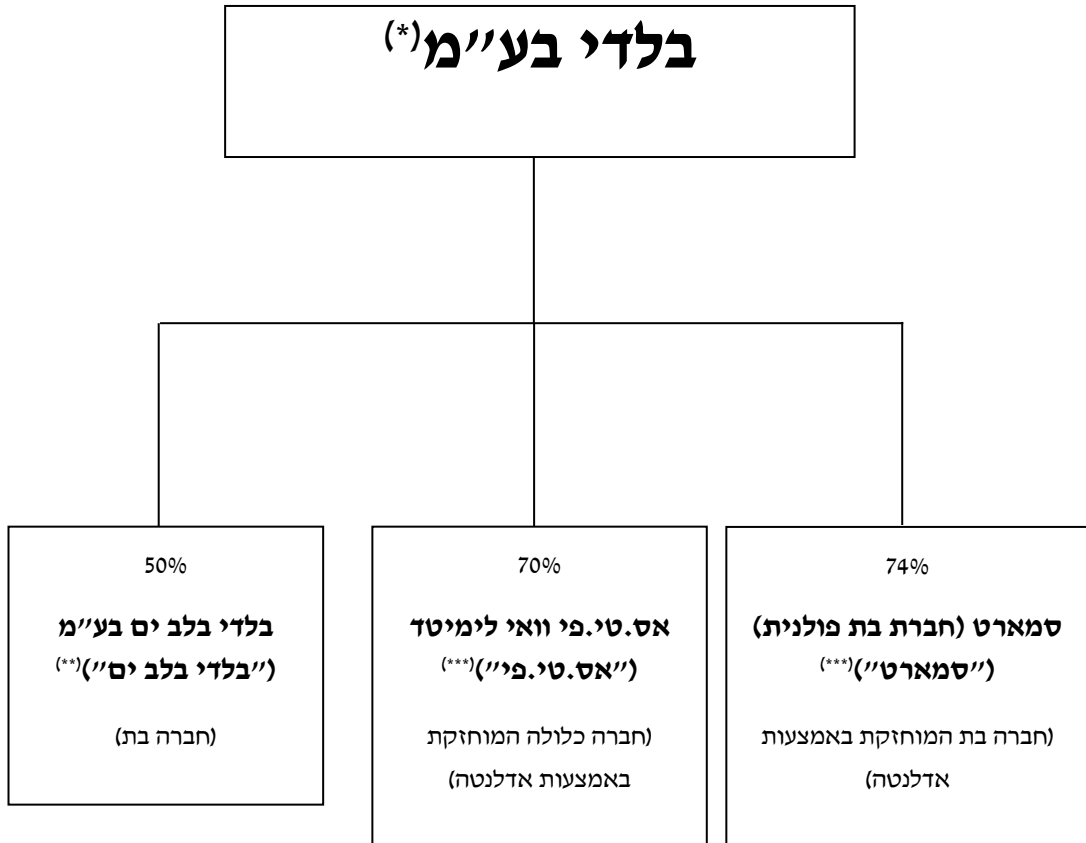 בלדי בע"מ(*)
74%
סמארט (חברת בת פולנית)
("סמארט")(***)
(חברה בת המוחזקת באמצעות
אדלנטה)
70%
אס.טי.פי וואי לימיטד
("אס.טי.פי")(***)
(חברה כלולה המוחזקת
באמצעות אדלנטה)
50%
בלדי בלב ים בע"מ
("בלדי בלב ים")(**)
(חברה בת)